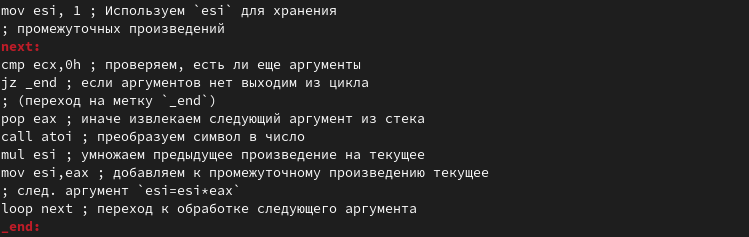 mov esi, 1 ; Используем `esi` для хранения
; промежуточных произведений
next:
cmp ecx,0h ; проверяем, есть ли еще аргументы
jz _end ; если аргументов нет выходим из цикла
; (переход на метку `_end`)
pop eax ; иначе извлекаем следующий аргумент из стека
call atoi ; преобразуем символ в число
mul esi ; умножаем предыдущее произведение на текущее
mov esi,eax ; добавляем к промежуточному произведению текущее
; след. аргумент `esi=esi*eax`
loop next ; переход к обработке следующего аргумента
_end: